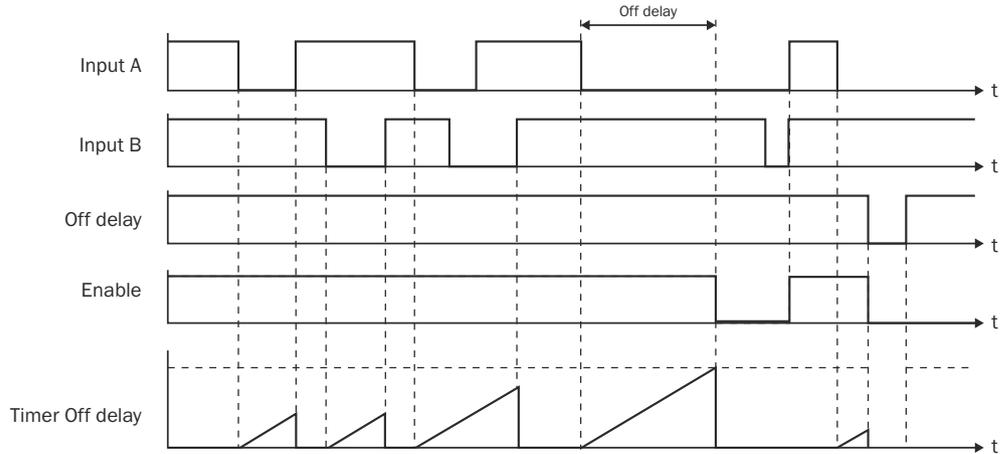 Off delay
Input A
t
Input B
t
Off delay
t
Enable
t
Timer Off delay
t